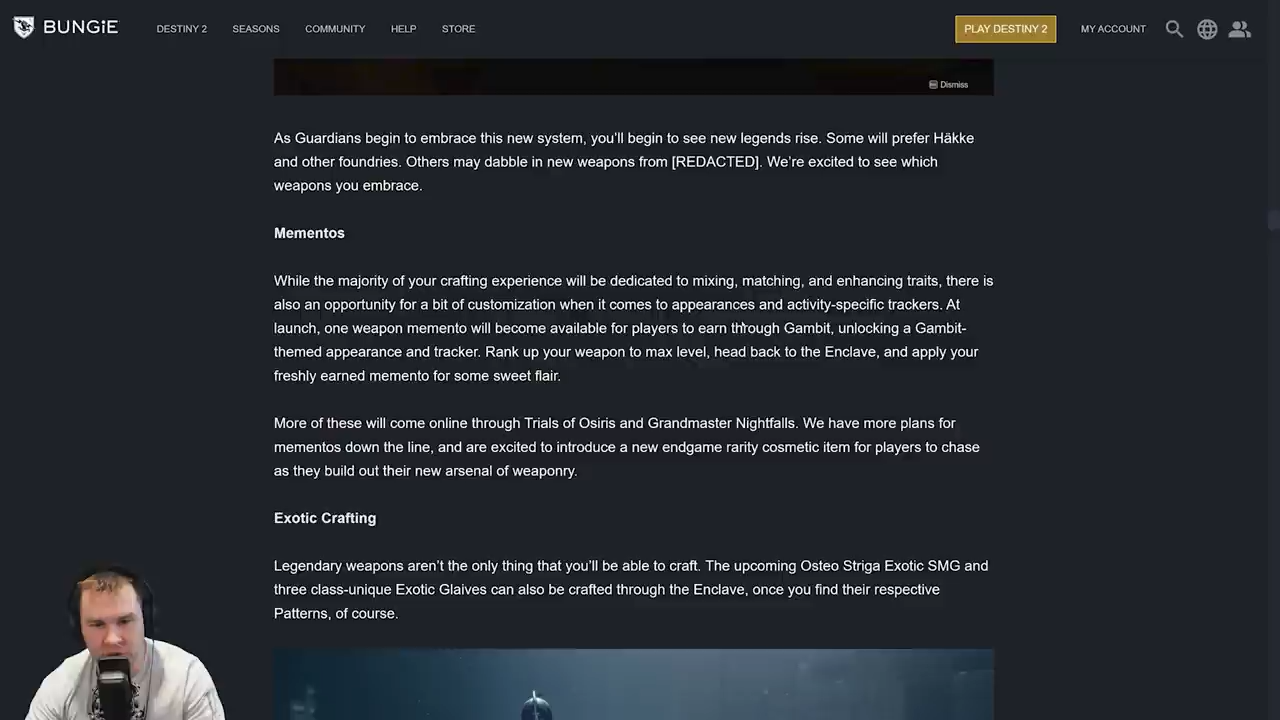 BUNGiE DESTINY 2 SEASONS COMMUNITY HELP STORE PLAY DESTINY 2 MY ACCOUNT
Dismiss
As Guardians begin to embrace this new system, you'll begin to see new legends rise. Some will prefer Häkke
and other foundries. Others may dabble in new weapons from [REDACTED]. We're excited to see which
weapons you embrace.
Mementos
While the majority of your crafting experience will be dedicated to mixing, matching, and enhancing traits, there is
also an opportunity for a bit of customization when it comes to appearances and activity-specific trackers. At
launch, one weapon memento will become available for players to earn through Gambit, unlocking a Gambit-
themed appearance and tracker. Rank up your weapon to max level, head back to the Enclave, and apply your
freshly earned memento for some sweet flair.
More of these will come online through Trials of Osiris and Grandmaster Nightfalls. We have more plans for
mementos down the line, and are excited to introduce a new endgame rarity cosmetic item for players to chase
as they build out their new arsenal of weaponry.
Exotic Crafting
Legendary weapons aren't the only thing that you'll be able to craft. The upcoming Osteo Striga Exotic SMG and
three class-unique Exotic Glaives can also be crafted through the Enclave, once you find their respective
Patterns, of course.